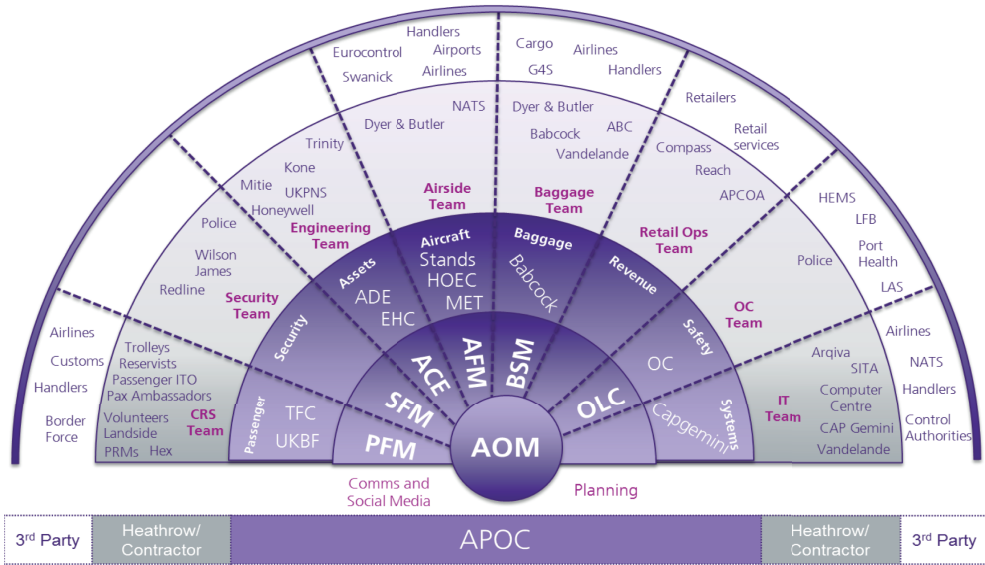 Handlers
Eurocontrol
Airports
Swanick
Airlines
Cargo
Airlines
G4S
Handlers
Retailers
Retail
services
HEMS
LFB
Port
Health
LAS
Airlines
NATS
Handlers
Control
Authorities
Airlines
Customs
Handlers
Border
Force
Trolleys
Reservists
Passenger ITO
Pax Ambassadors
Volunteers
Landside
PRMs
Hex
CRS
Team
Police
Wilson
James
Redline
Security
Team
Trinity
Kone
Mitie
UKPNS
Honeywell
Engineering
Team
NATS
Dyer & Butler
Airside
Team
Dyer & Butler
Babcock
ABC
Vandelande
Baggage
Team
Compass
Reach
APCOA
Retail Ops
Team
Police
OC
Team
Arqiva
SITA
Computer
Centre
CAP Gemini
Vandelande
IT
Team
Passenger
TFC
UKBF
Security
Assets
ADE
EHC
Aircraft
Stands
HOEC
MET
Baggage
Babcock
Revenue
Safety
OC
Systems
Capgemini
PFM
SFM
ACE
AFM
BSM
OLC
AOM
Comms and
Social Media
Planning
3rd Party
Heathrow/
Contractor
APOC
Heathrow/
Contractor
3rd Party